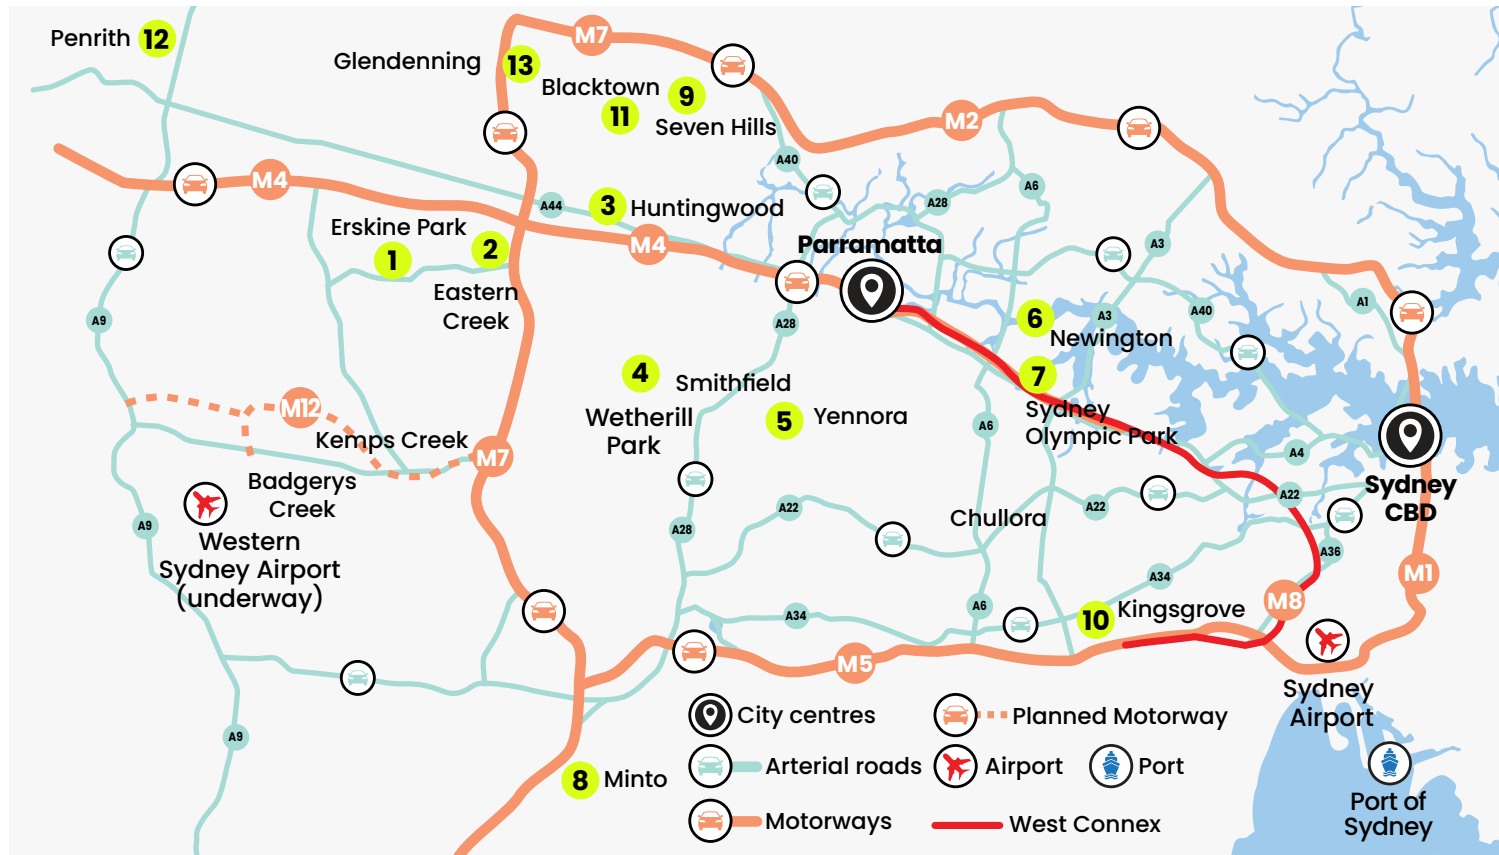 Penrith 12
Glendenning 13
M7
Blacktown
11
9
Seven Hills
M2
A40
M4
A44
3 Huntingwood
A28
A6
Erskine Park
1
2
Eastern
Creek
M4
Parramatta
A3
A9
A28
6
Newington
A3
A40
A1
4
Smithfield
Wetherill
Park
5 Yennora
7
Sydney
Olympic Park
M12
Kemps Creek
M7
A6
A4
Badgerys
Creek
A9
Western
Sydney Airport
(underway)
A28
A22
Chullora
A22
A22
Sydney
CBD
A36
A34
A34
A6
10 Kingsgrove
M8
M1
M5
Sydney
Airport
A9
8 Minto
City centres
Planned Motorway
Arterial roads
Airport
Port
Motorways
West Connex
Port of
Sydney